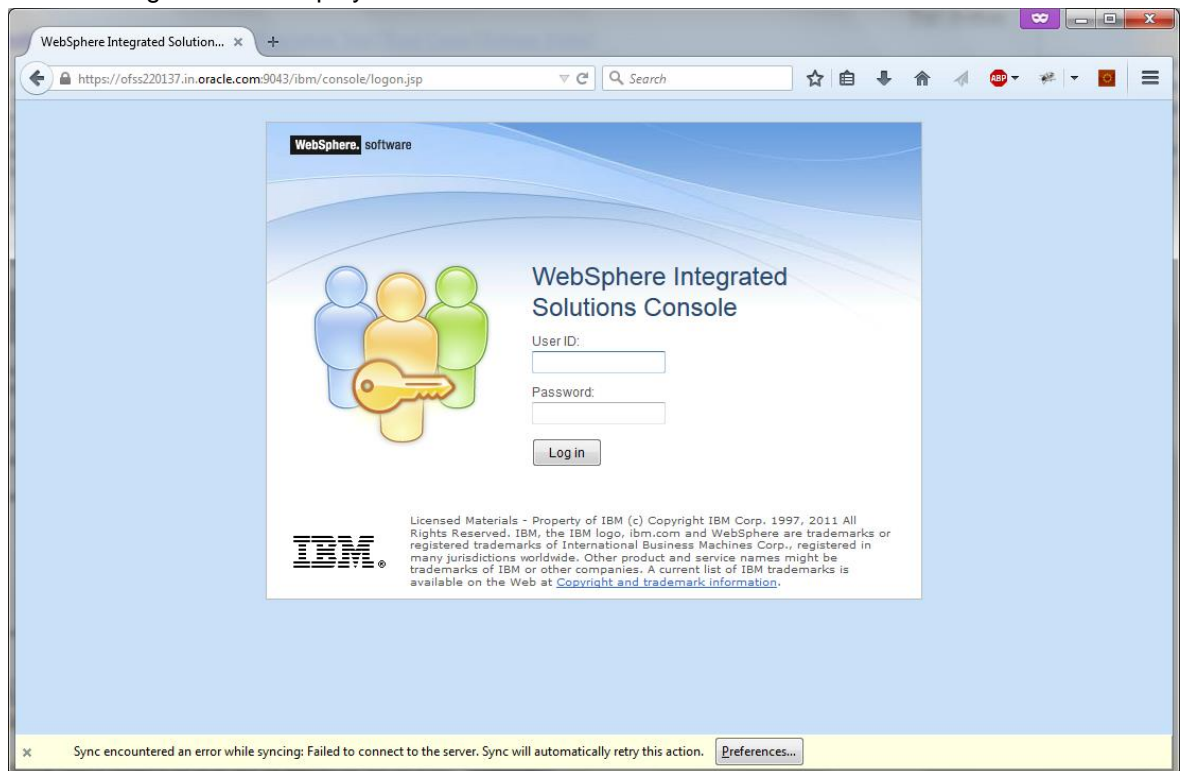 WebSphere Integrated Solution... × +
https://ofss220137.in.oracle.com:9043/ibm/console/logon.jsp
Search
ABP
WebSphere. software
WebSphere Integrated
Solutions Console
User ID:
Password:
Log in
IBM®
Licensed Materials - Property of IBM (c) Copyright IBM Corp. 1997, 2011 All
Rights Reserved. IBM, the IBM logo, ibm.com and WebSphere are trademarks or
registered trademarks of International Business Machines Corp., registered in
many jurisdictions worldwide. Other product and service names might be
trademarks of IBM or other companies. A current list of IBM trademarks is
available on the Web at Copyright and trademark information.
× Sync encountered an error while syncing: Failed to connect to the server. Sync will automatically retry this action. Preferences...